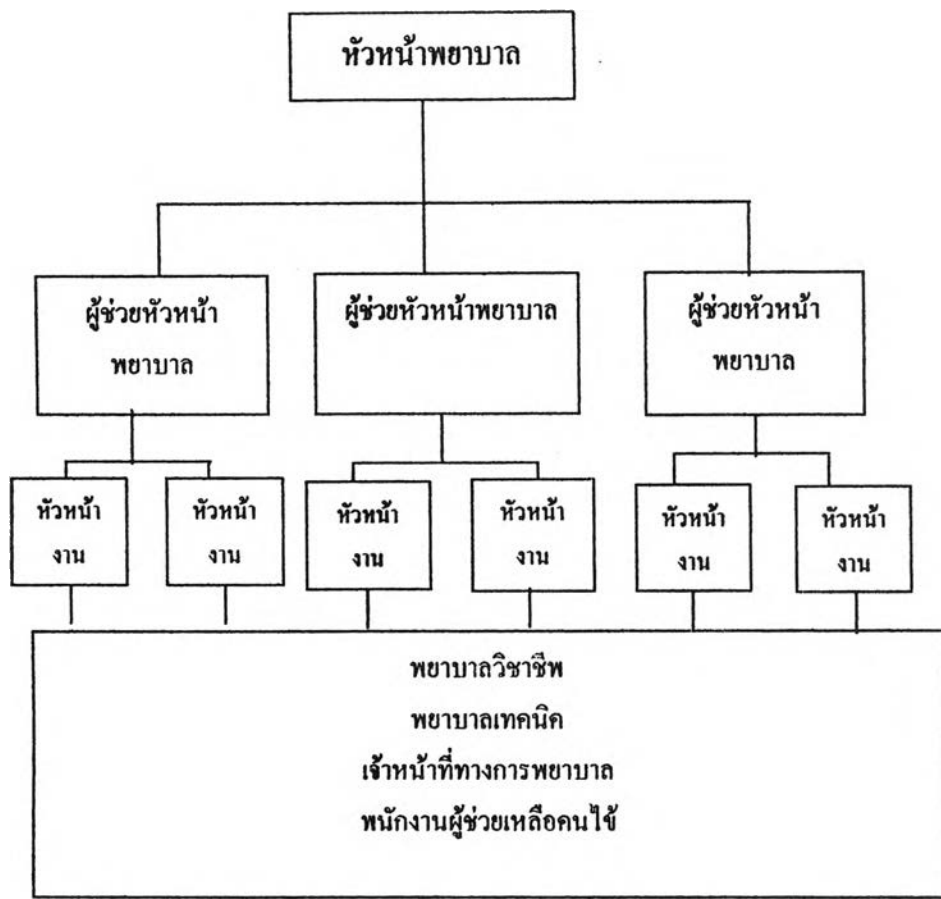 หัวหน้าพยาบาล
ผู้ช่วยหัวหน้า
พยาบาล
ผู้ช่วยหัวหน้าพยาบาล
ผู้ช่วยหัวหน้า
พยาบาล
หัวหน้า
งาน
หัวหน้า
งาน
หัวหน้า
งาน
หัวหน้า
งาน
หัวหน้า
งาน
หัวหน้า
งาน
พยาบาลวิชาชีพ
พยาบาลเทคนิค
เจ้าหน้าที่ทางการพยาบาล
พนักงานผู้ช่วยเหลือคนไข้